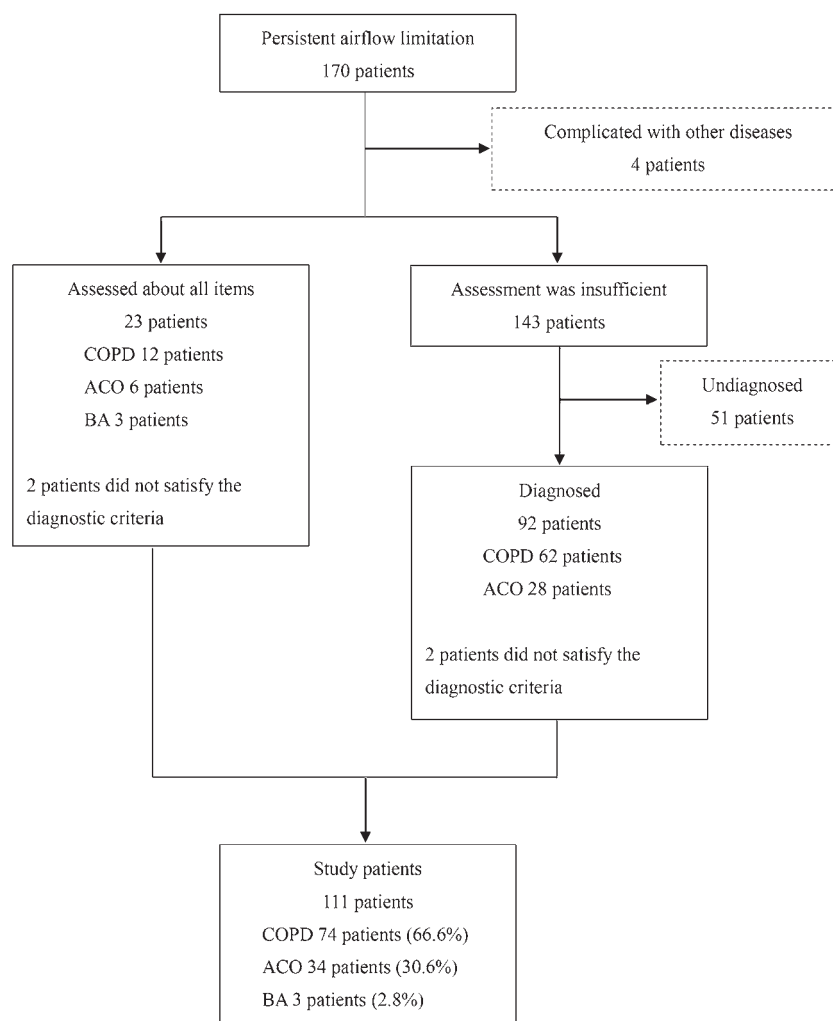 Persistent airflow limitation
170 patients
Complicated with other diseases
4 patients
Assessed about all items
23 patients
COPD 12 patients
ACO 6 patients
BA 3 patients
2 patients did not satisfy the
diagnostic criteria
Assessment was insufficient
143 patients
Undiagnosed
51 patients
Diagnosed
92 patients
COPD 62 patients
ACO 28 patients
2 patients did not satisfy the
diagnostic criteria
Study patients
111 patients
COPD 74 patients (66.6%)
ACO 34 patients (30.6%)
BA 3 patients (2.8%)